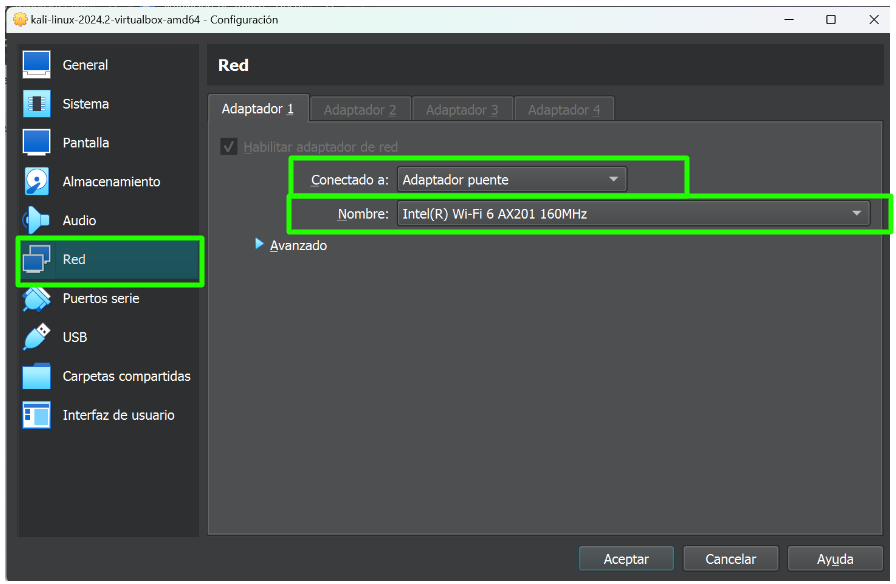 kali-linux-2024.2-virtualbox-amd64 - Configuración
General
Sistema
Pantalla
Almacenamiento
Audio
Red
Puertos serie
USB
Carpetas compartidas
Interfaz de usuario
Red
Adaptador 1 Adaptador 2 Adaptador 3 Adaptador 4
Habilitar adaptador de red
Conectado a: Adaptador puente
Nombre: Intel(R) Wi-Fi 6 AX201 160MHz
Avanzado
Aceptar Cancelar Ayuda